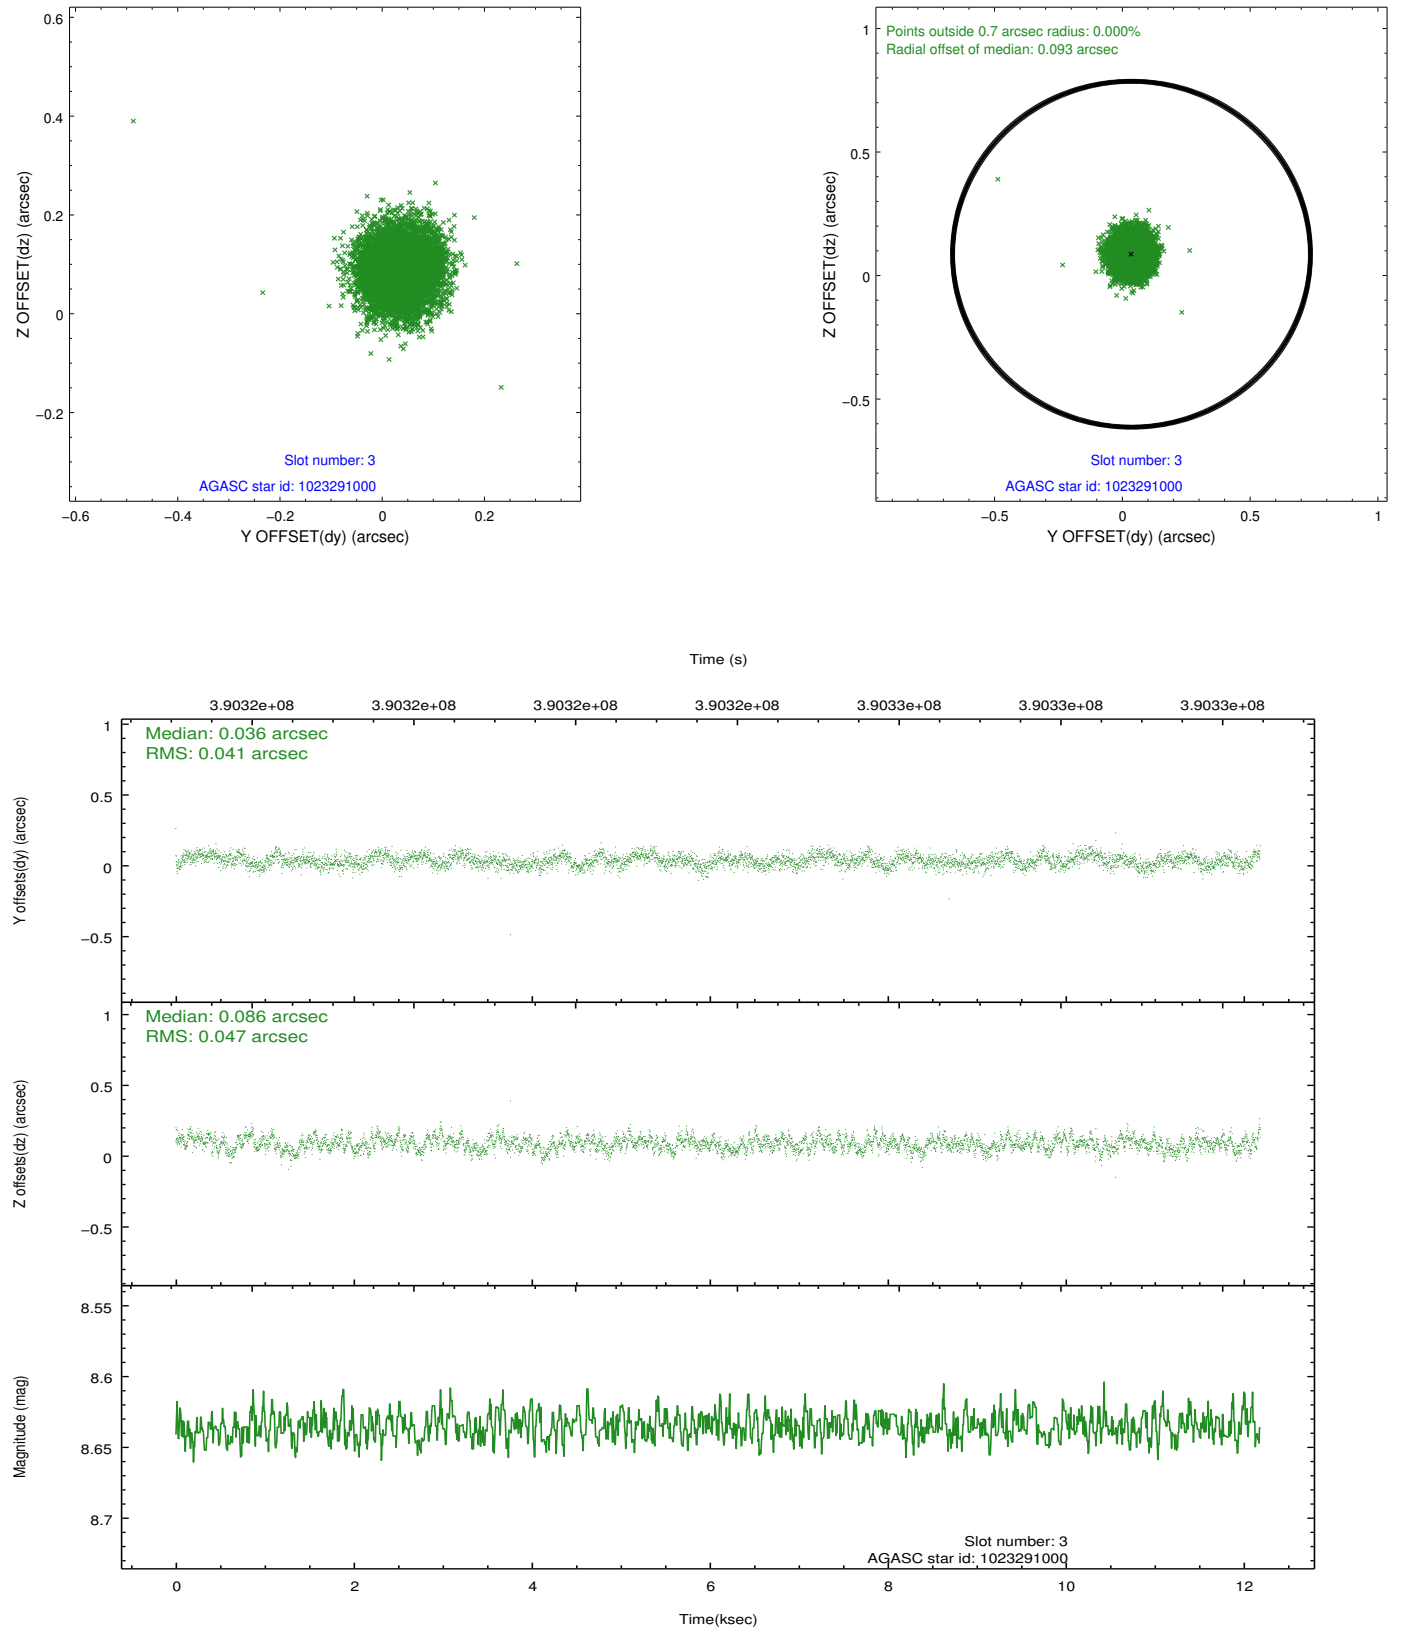 0.6
0.4
0.2
0
−0.2
Z OFFSET(dz) (arcsec)
Slot number: 3
AGASC star id: 1023291000
−0.6 −0.4 −0.2 0 0.2
Y OFFSET(dy) (arcsec)
Points outside 0.7 arcsec radius: 0.000%
Radial offset of median: 0.093 arcsec
1
0.5
0
−0.5
Z OFFSET(dz) (arcsec)
Slot number: 3
AGASC star id: 1023291000
−0.5 0 0.5 1
Y OFFSET(dy) (arcsec)
Time (s)
3.9032e+08 3.9032e+08 3.9032e+08 3.9032e+08 3.9033e+08 3.9033e+08 3.9033e+08
Median: 0.036 arcsec
RMS: 0.041 arcsec
1
0.5
0
−0.5
Y offsets(dy) (arcsec)
Median: 0.086 arcsec
RMS: 0.047 arcsec
1
0.5
0
−0.5
Z offsets(dz) (arcsec)
8.55
8.6
8.65
8.7
Magnitude (mag)
Slot number: 3
AGASC star id: 1023291000
0 2 4 6 8 10 12
Time(ksec)